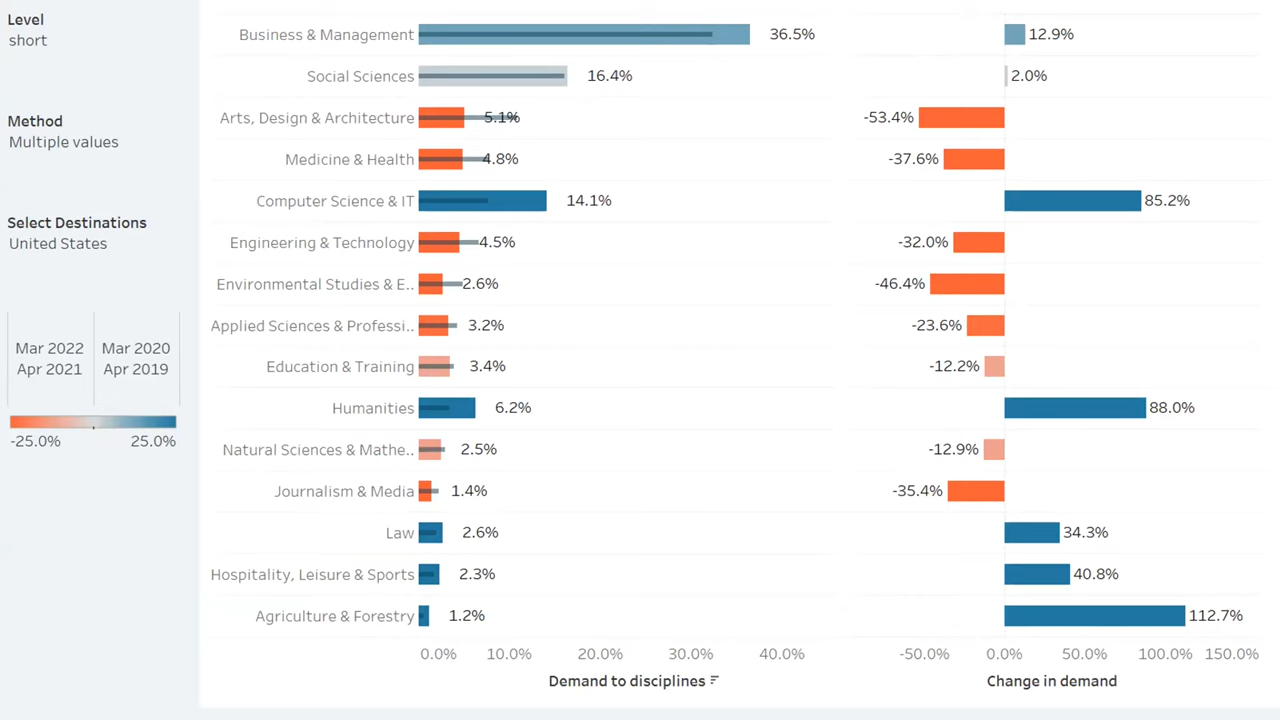 Level
short
Method
Multiple values
Select Destinations
United States
Mar 2022 Mar 2020
Apr 2021 Apr 2019
-25.0% 25.0%
Business & Management 36.5% 12.9%
Social Sciences 16.4% 2.0%
Arts, Design & Architecture 5.1% -53.4%
Medicine & Health 4.8% -37.6%
Computer Science & IT 14.1% 85.2%
Engineering & Technology 4.5% -32.0%
Environmental Studies & E.. 2.6% -46.4%
Applied Sciences & Professi.. 3.2% -23.6%
Education & Training 3.4% -12.2%
Humanities 6.2% 88.0%
Natural Sciences & Mathe.. 2.5% -12.9%
Journalism & Media 1.4% -35.4%
Law 2.6% 34.3%
Hospitality, Leisure & Sports 2.3% 40.8%
Agriculture & Forestry 1.2% 112.7%
0.0% 10.0% 20.0% 30.0% 40.0% -50.0% 0.0% 50.0% 100.0% 150.0%
Demand to disciplines Change in demand